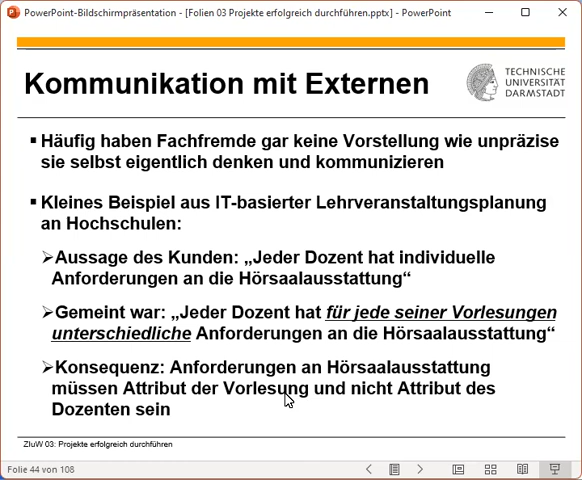 PowerPoint-Bildschirmpräsentation - [Folien 03 Projekte erfolgreich durchführen.pptx] - PowerPoint
Kommunikation mit Externen
TECHNISCHE
UNIVERSITÄT
DARMSTADT
▪ Häufig haben Fachfremde gar keine Vorstellung wie unpräzise
sie selbst eigentlich denken und kommunizieren
▪ Kleines Beispiel aus IT-basierter Lehrveranstaltungsplanung
an Hochschulen:
➢Aussage des Kunden: „Jeder Dozent hat individuelle
Anforderungen an die Hörsaalausstattung“
➢Gemeint war: „Jeder Dozent hat für jede seiner Vorlesungen
unterschiedliche Anforderungen an die Hörsaalausstattung“
➢Konsequenz: Anforderungen an Hörsaalausstattung
müssen Attribut der Vorlesung und nicht Attribut des
Dozenten sein
ZIuW 03: Projekte erfolgreich durchführen
Folie 44 von 108